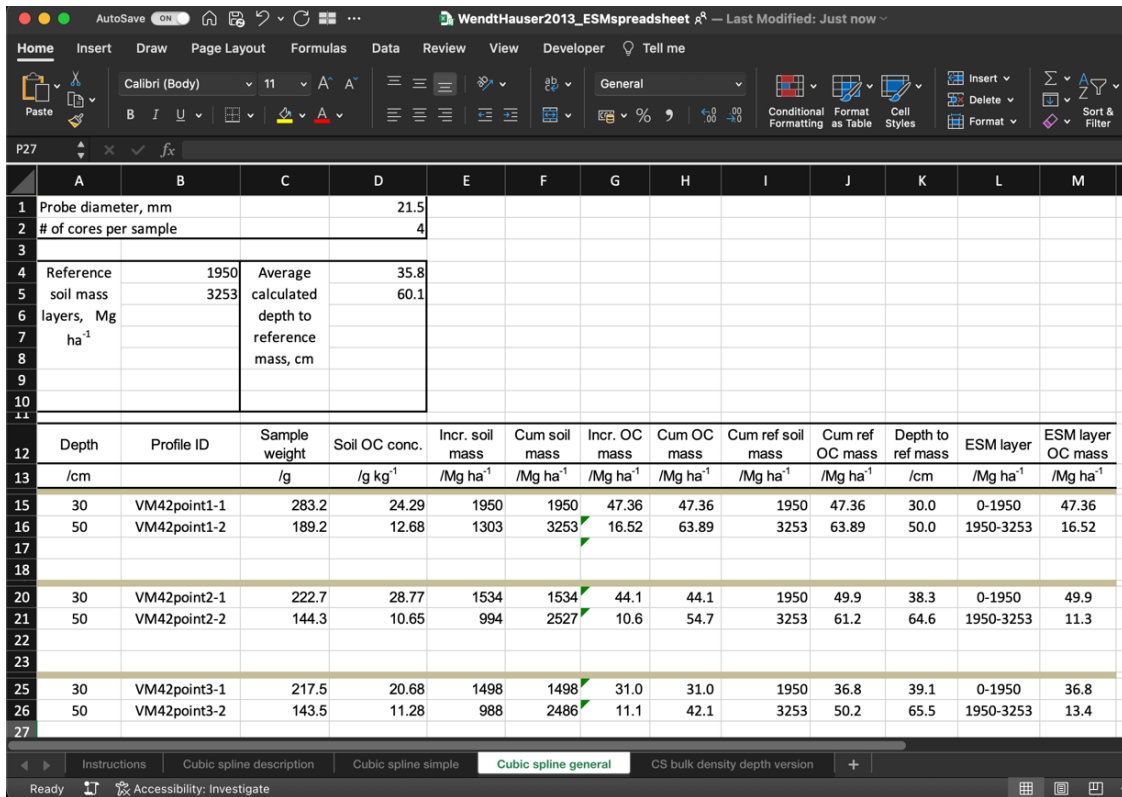 AutoSave ON WendtHauser2013_ESMspreadsheet — Last Modified: Just now
Home Insert Draw Page Layout Formulas Data Review View Developer Tell me
Paste Calibri (Body) 11 A^ A General Conditional Formatting Format as Table Cell Styles Insert Delete Format Sort & Filter
B I U A ab
P27 fx
A B C D E F G H I J K L M
1 Probe diameter, mm 21.5
2 # of cores per sample 4
3
4 Reference 1950 Average 35.8
5 soil mass 3253 calculated 60.1
6 layers, Mg depth to
7 ha-1 reference
8 mass, cm
9
10
11
12 Depth Profile ID Sample weight Soil OC conc. Incr. soil mass Cum soil mass Incr. OC mass Cum OC mass Cum ref soil mass Cum ref OC mass Depth to ref mass ESM layer ESM layer OC mass
13 /cm /g /g kg-1 /Mg ha-1 /Mg ha-1 /Mg ha-1 /Mg ha-1 /Mg ha-1 /Mg ha-1 /cm /Mg ha-1 /Mg ha-1
15 30 VM42point1-1 283.2 24.29 1950 1950 47.36 47.36 1950 47.36 30.0 0-1950 47.36
16 50 VM42point1-2 189.2 12.68 1303 3253 16.52 63.89 3253 63.89 50.0 1950-3253 16.52
17
18
20 30 VM42point2-1 222.7 28.77 1534 1534 44.1 44.1 1950 49.9 38.3 0-1950 49.9
21 50 VM42point2-2 144.3 10.65 994 2527 10.6 54.7 3253 61.2 64.6 1950-3253 11.3
22
23
25 30 VM42point3-1 217.5 20.68 1498 1498 31.0 31.0 1950 36.8 39.1 0-1950 36.8
26 50 VM42point3-2 143.5 11.28 988 2486 11.1 42.1 3253 50.2 65.5 1950-3253 13.4
27
Instructions Cubic spline description Cubic spline simple Cubic spline general CS bulk density depth version +
Ready Accessibility: Investigate